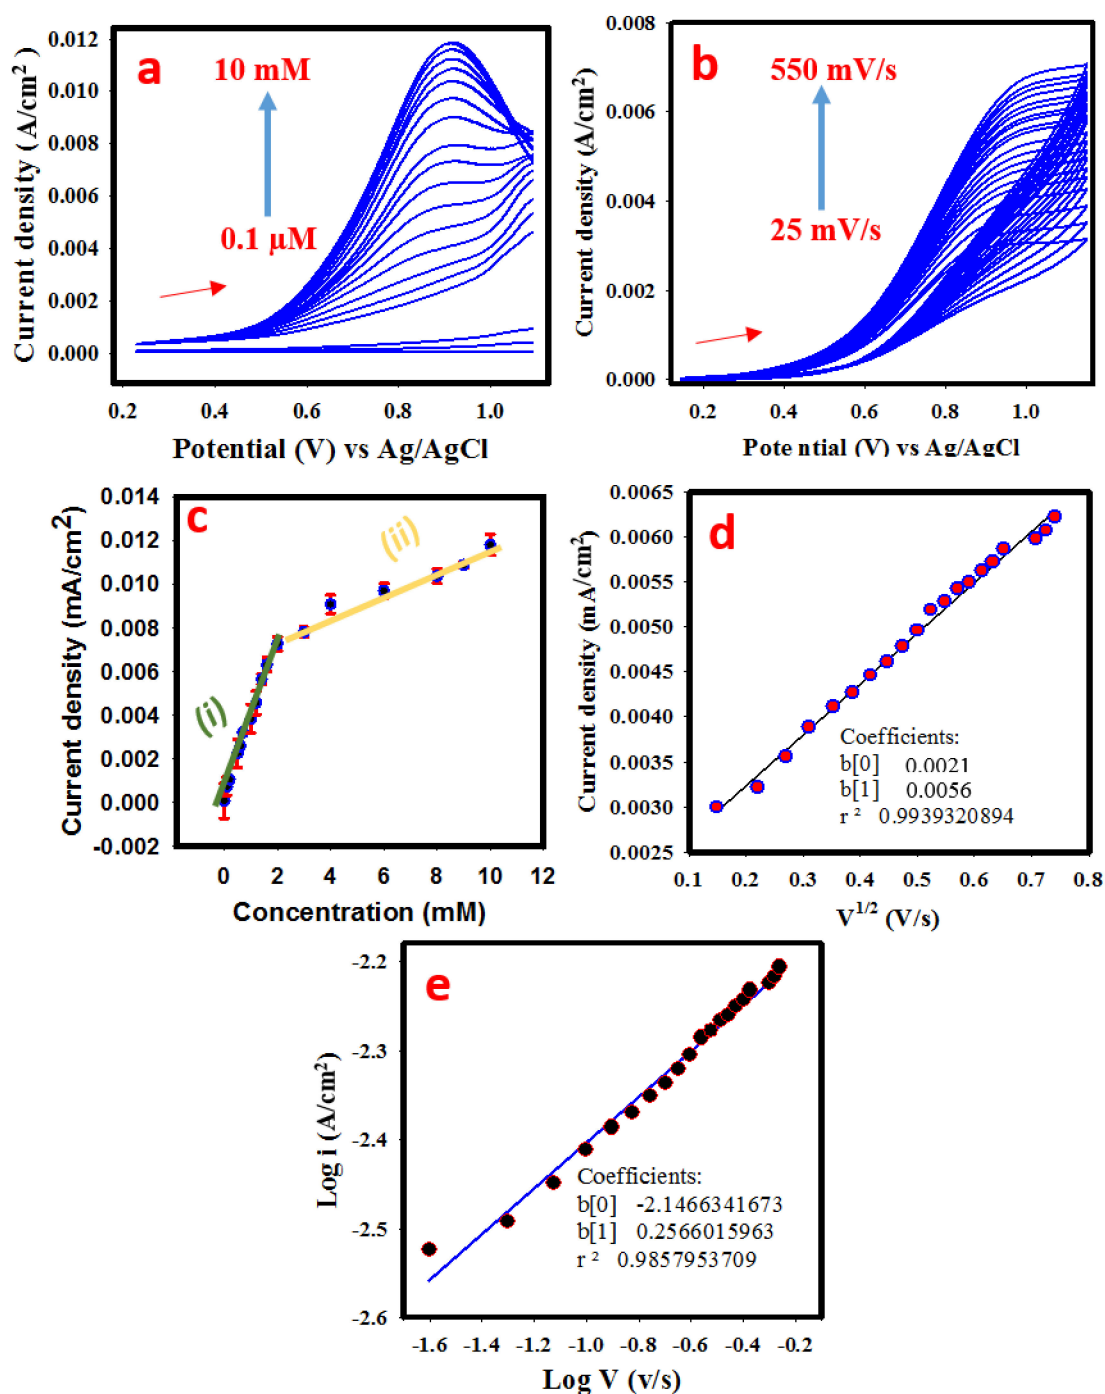 a
10 mM
0.1 µM
Current density ( A/cm²)
0.012
0.010
0.008
0.006
0.004
0.002
0.000
0.2 0.4 0.6 0.8 1.0
Potential (V) vs Ag/AgCl
b
550 mV/s
25 mV/s
Current density (A/cm²)
0.008
0.006
0.004
0.002
0.000
0.2 0.4 0.6 0.8 1.0
Potential (V) vs Ag/AgCl
c
(i)
(ii)
Current density (mA/cm²)
0.014
0.012
0.010
0.008
0.006
0.004
0.002
0.000
-0.002
0 2 4 6 8 10 12
Concentration (mM)
d
Current density (mA/cm²)
0.0065
0.0060
0.0055
0.0050
0.0045
0.0040
0.0035
0.0030
0.0025
Coefficients:
b[0] 0.0021
b[1] 0.0056
r ² 0.9939320894
0.1 0.2 0.3 0.4 0.5 0.6 0.7 0.8
V^1/2 (V/s)
e
Log i (A/cm²)
-2.2
-2.3
-2.4
-2.5
-2.6
Coefficients:
b[0] -2.1466341673
b[1] 0.2566015963
r ² 0.9857953709
-1.6 -1.4 -1.2 -1.0 -0.8 -0.6 -0.4 -0.2
Log V (v/s)